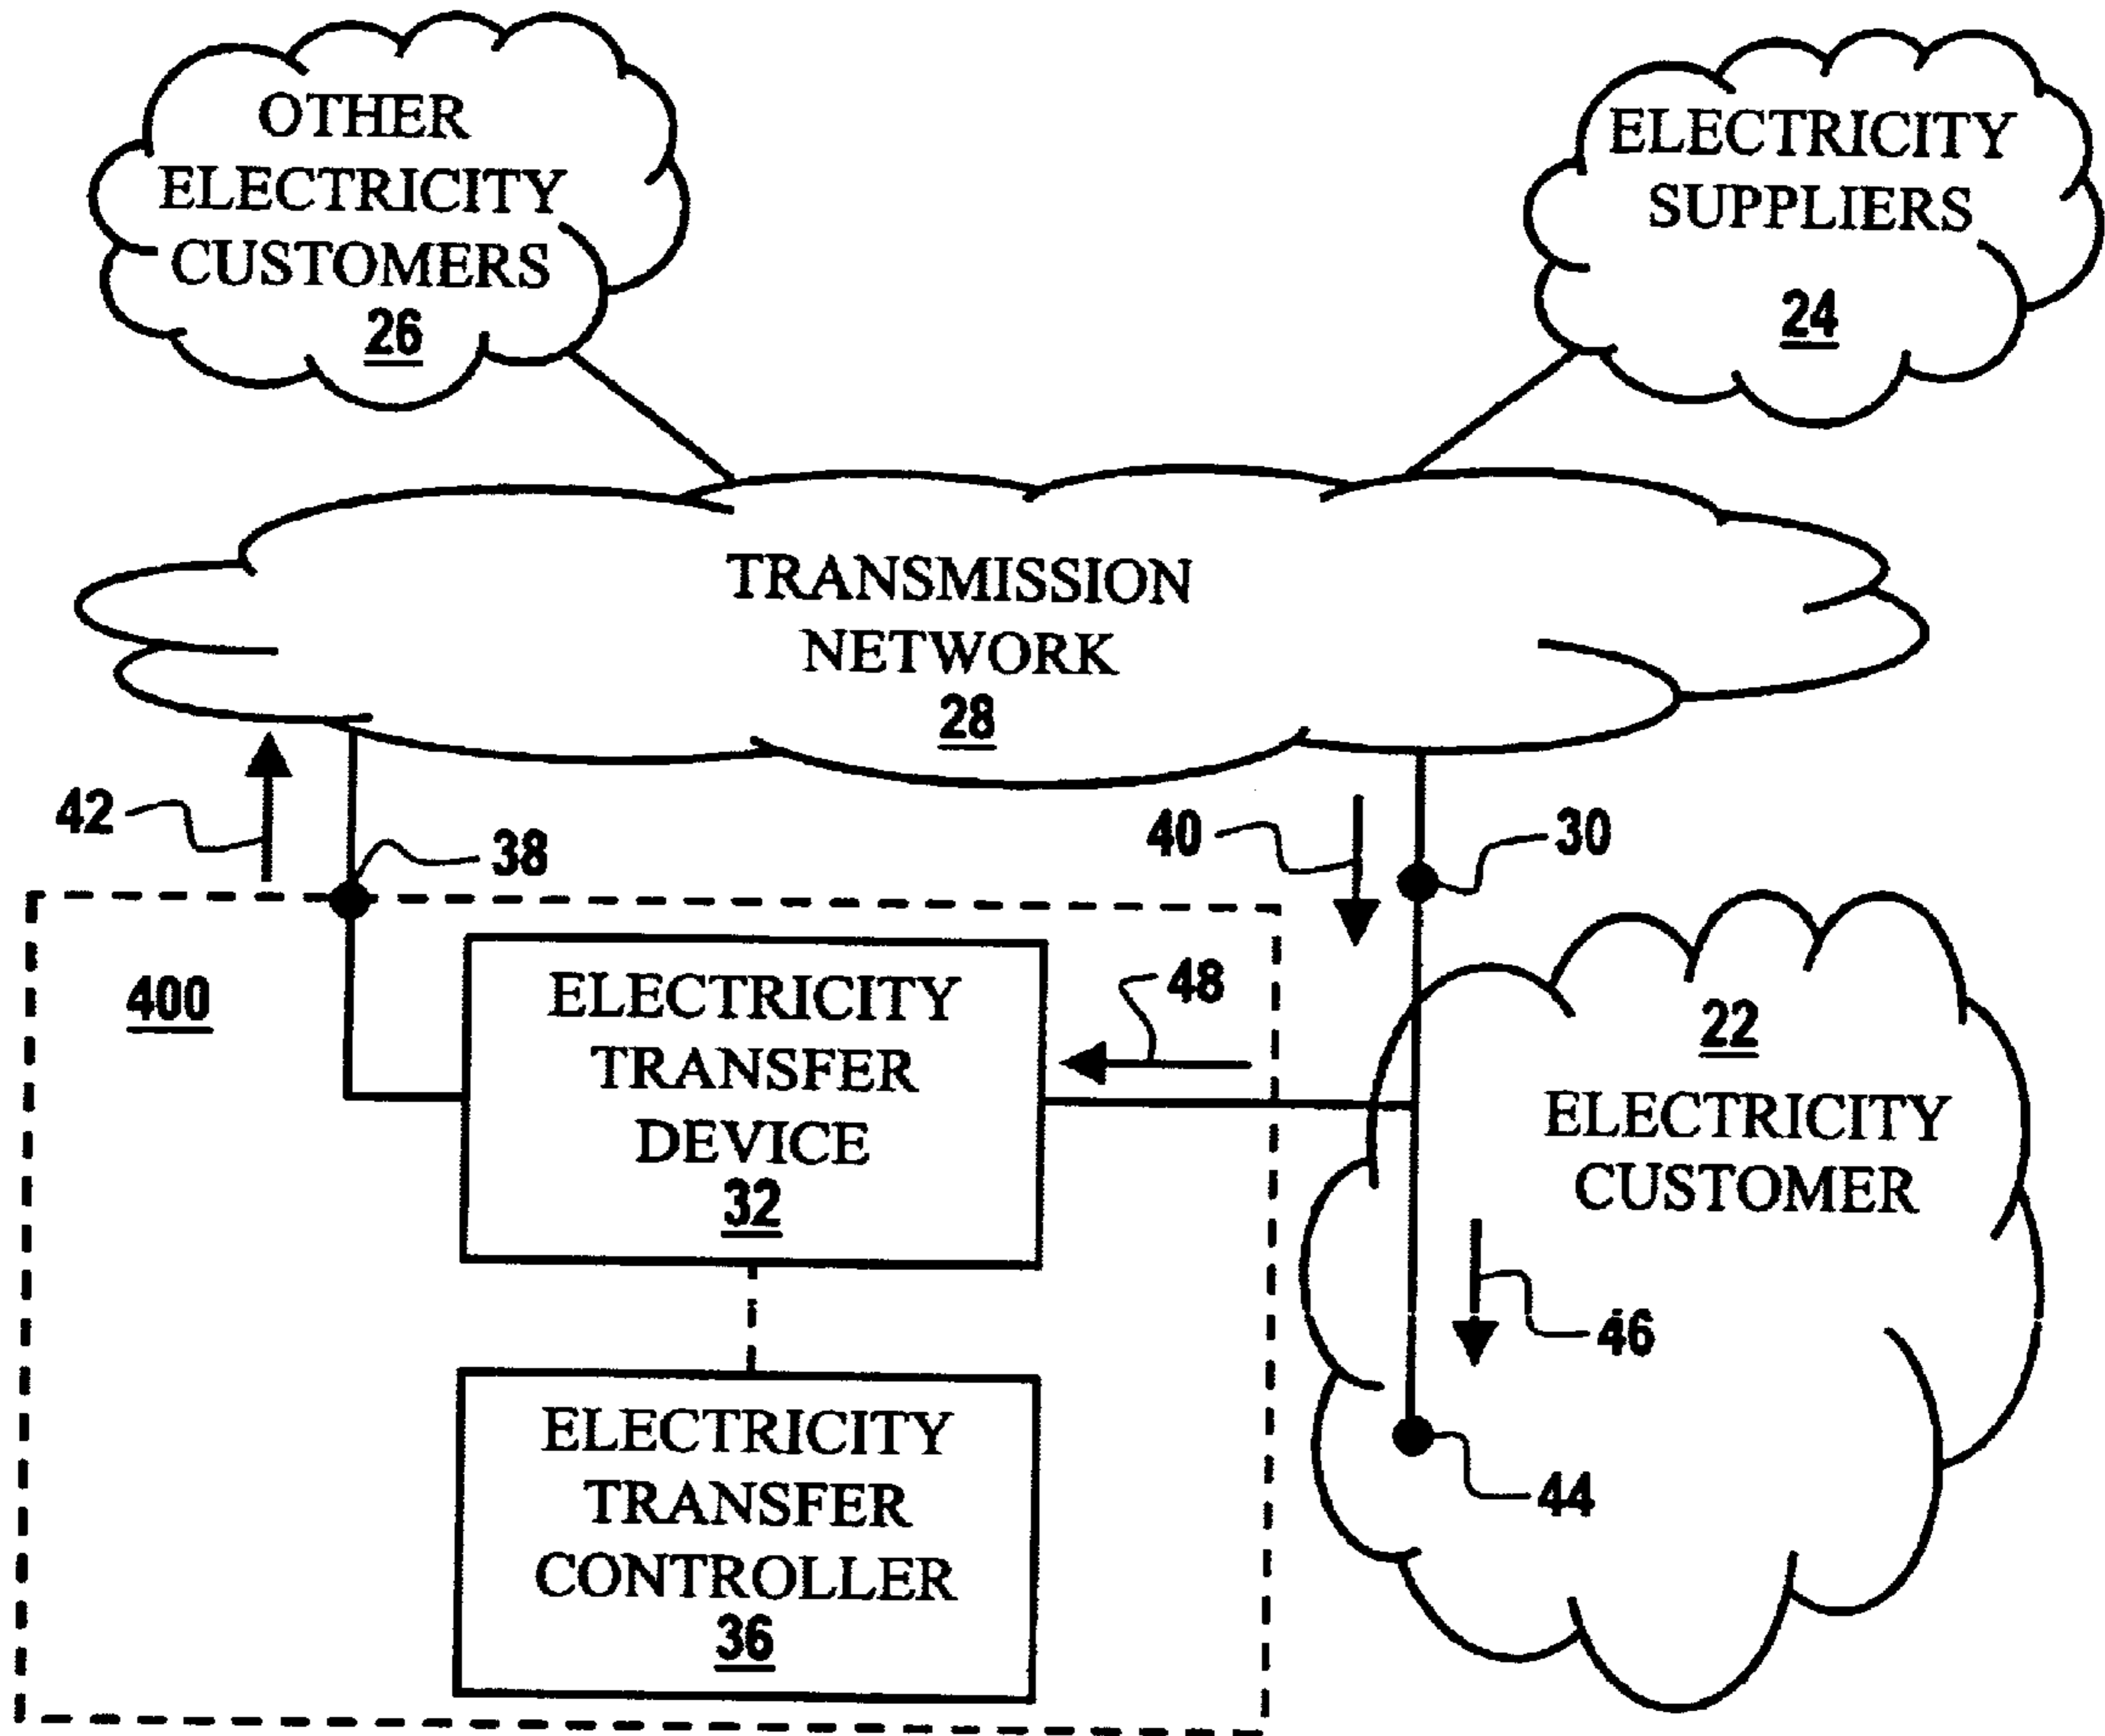 OTHER
ELECTRICITY
CUSTOMERS
26
ELECTRICITY
SUPPLIERS
24
TRANSMISSION
NETWORK
28
42
38
40
30
400
ELECTRICITY
TRANSFER
DEVICE
32
48
22
ELECTRICITY
CUSTOMER
46
44
ELECTRICITY
TRANSFER
CONTROLLER
36